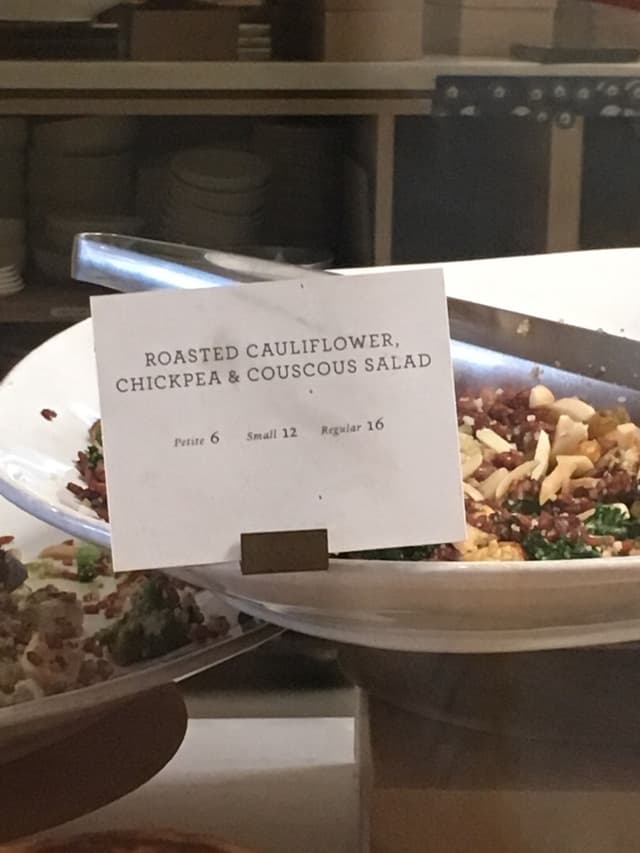 ROASTED CAULIFLOWER,
CHICKPEA & COUSCOUS SALAD
Petite 6 Small 12 Regular 16